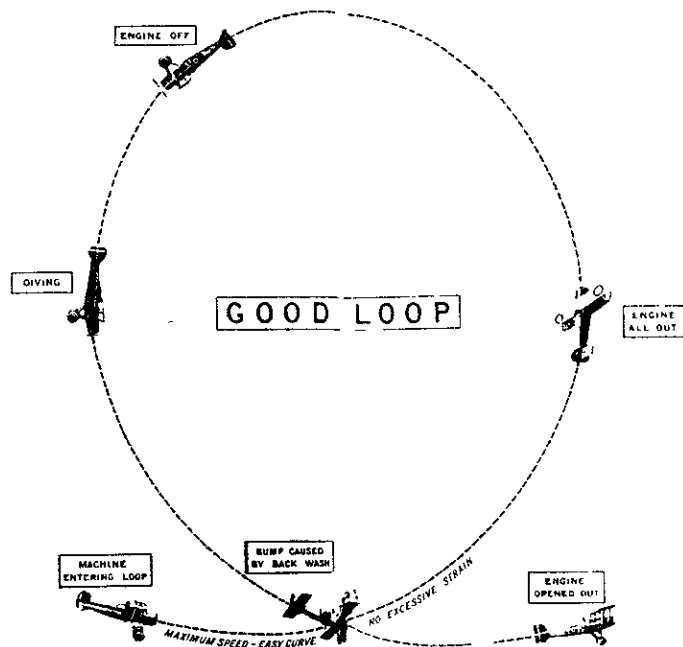 ENGINE OFF
DIVING
GOOD LOOP
ENGINE
ALL OUT
BUMP CAUSED
BY BACK WASH
MACHINE
ENTERING LOOP
NO EXCESSIVE STRAIN
ENGINE
OPENED OUT
MAXIMUM SPEED - EASY CURVE